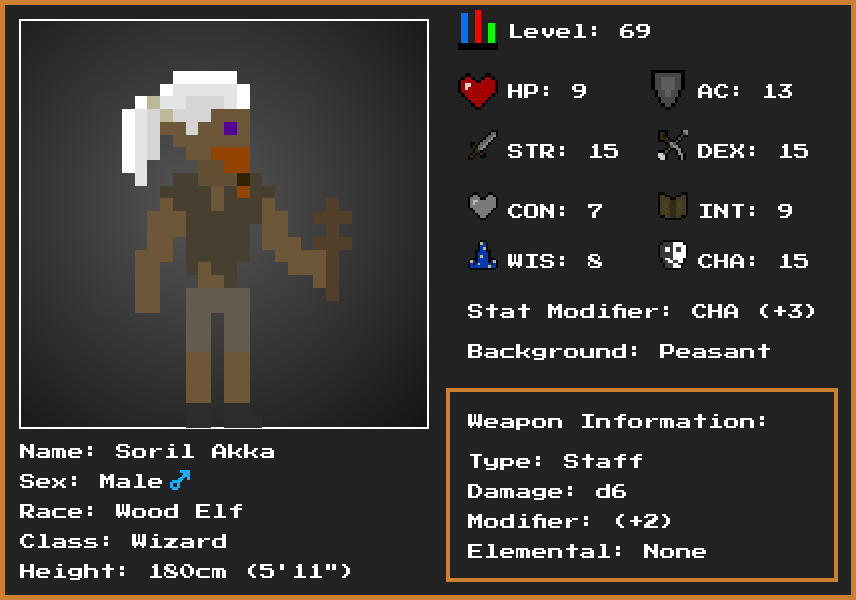 Level: 69
HP: 9
AC: 13
STR: 15
DEX: 15
CON: 7
INT: 9
WIS: 8
CHA: 15
Stat Modifier: CHA (+3)
Background: Peasant
Weapon Information:
Type: Staff
Damage: d6
Modifier: (+2)
Elemental: None
Name: Soril Akka
Sex: Male ♂
Race: Wood Elf
Class: Wizard
Height: 180cm (5'11")